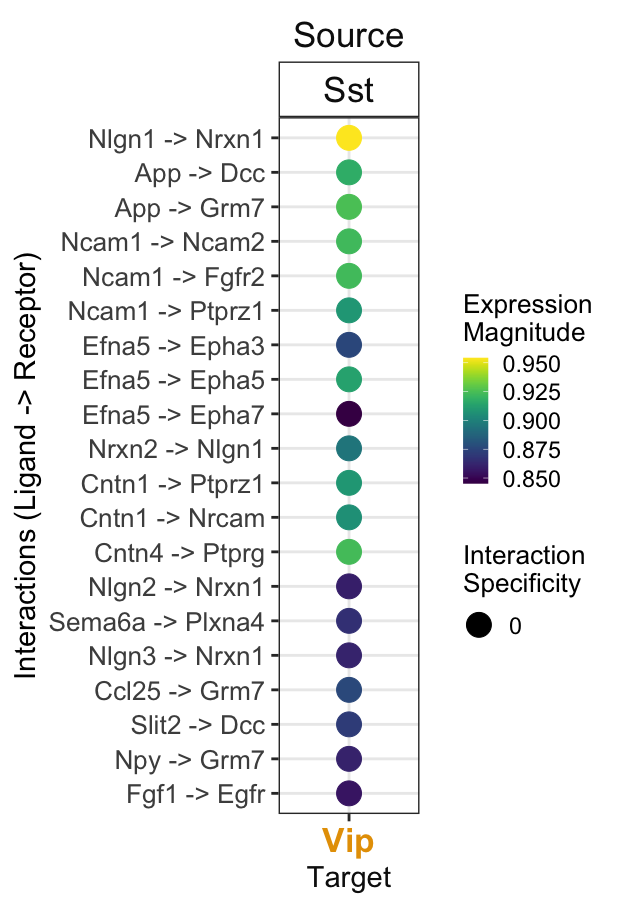 Source
Sst
Nlgn1 -> Nrxn1
App -> Dcc
App -> Grm7
Ncam1 -> Ncam2
Ncam1 -> Fgfr2
Ncam1 -> Ptprz1
Efna5 -> Epha3
Efna5 -> Epha5
Efna5 -> Epha7
Nrxn2 -> Nlgn1
Cntn1 -> Ptprz1
Cntn1 -> Nrcam
Cntn4 -> Ptprg
Nlgn2 -> Nrxn1
Sema6a -> Plxna4
Nlgn3 -> Nrxn1
Ccl25 -> Grm7
Slit2 -> Dcc
Npy -> Grm7
Fgf1 -> Egfr
Interactions (Ligand -> Receptor)
Vip
Target
Expression
Magnitude
0.950
0.925
0.900
0.875
0.850
Interaction
Specificity
0